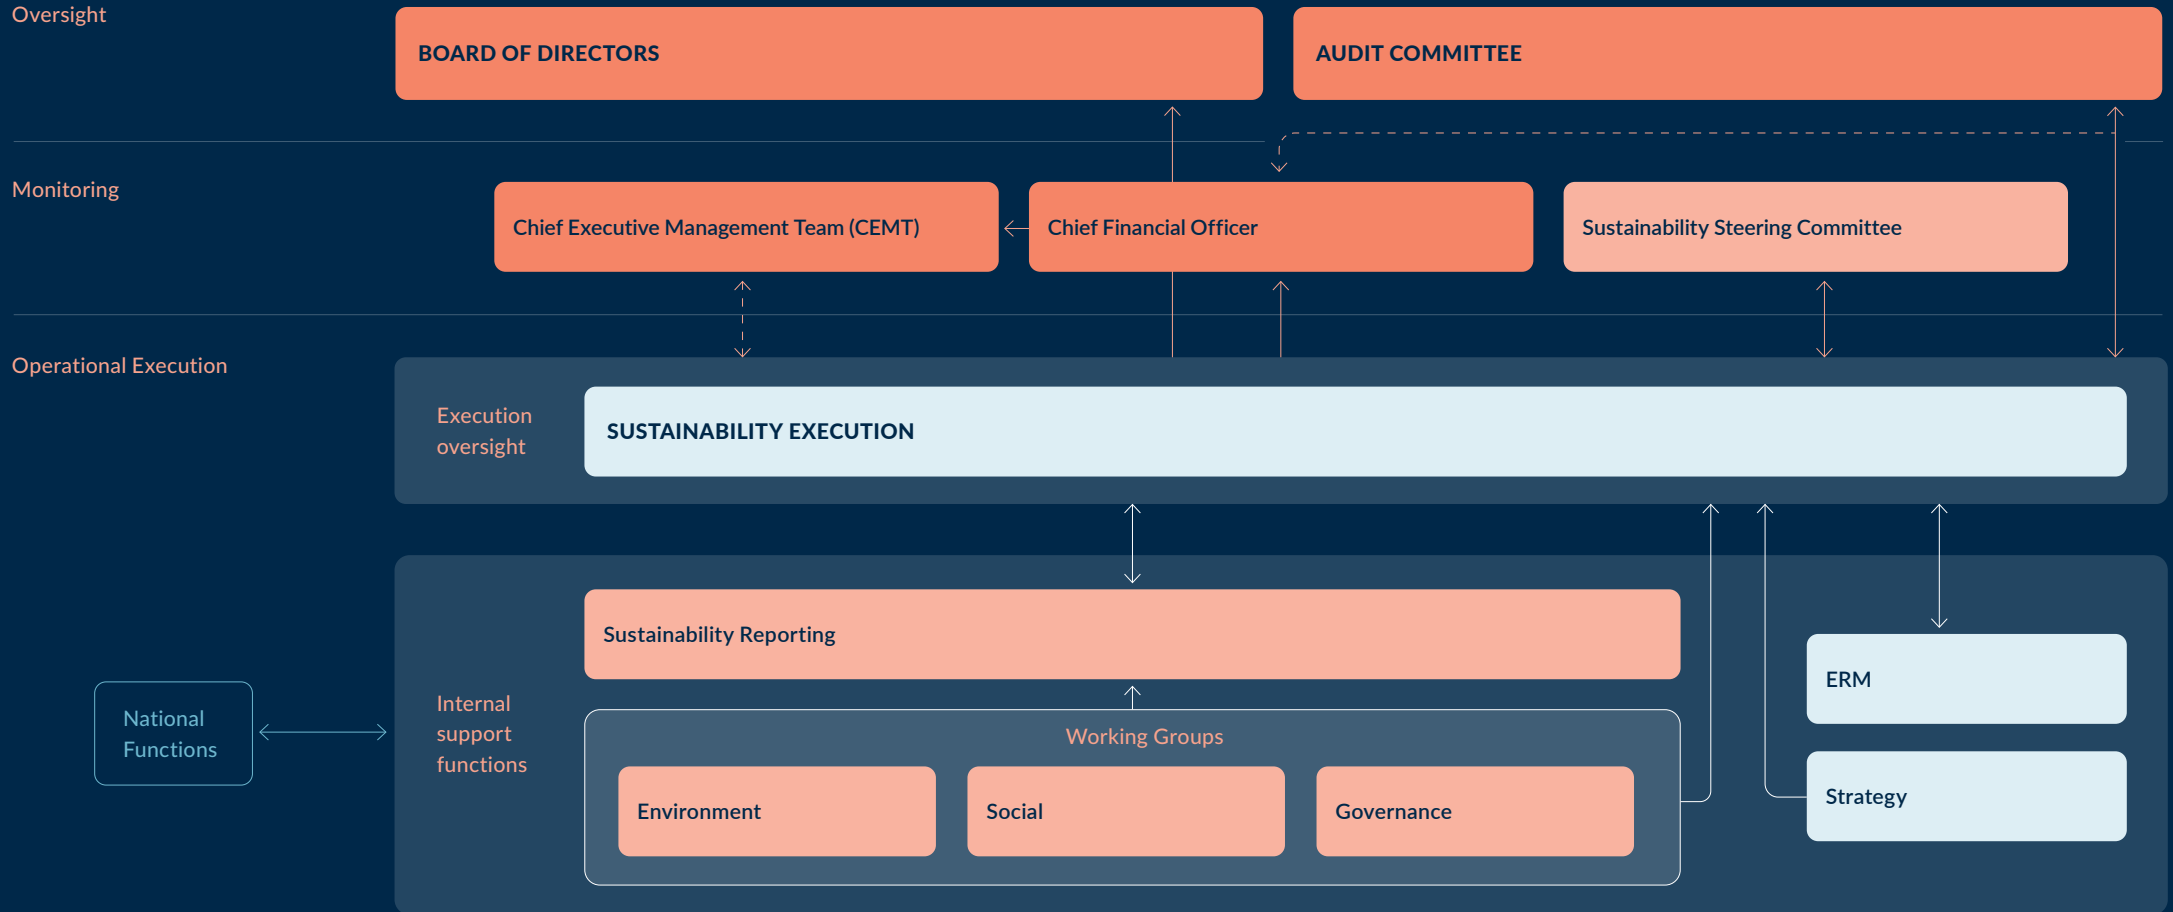 Oversight
BOARD OF DIRECTORS
AUDIT COMMITTEE
Monitoring
Chief Executive Management Team (CEMT)
Chief Financial Officer
Sustainability Steering Committee
Operational Execution
Execution
oversight
SUSTAINABILITY EXECUTION
Sustainability Reporting
ERM
National
Functions
Internal
support
functions
Working Groups
Environment
Social
Governance
Strategy